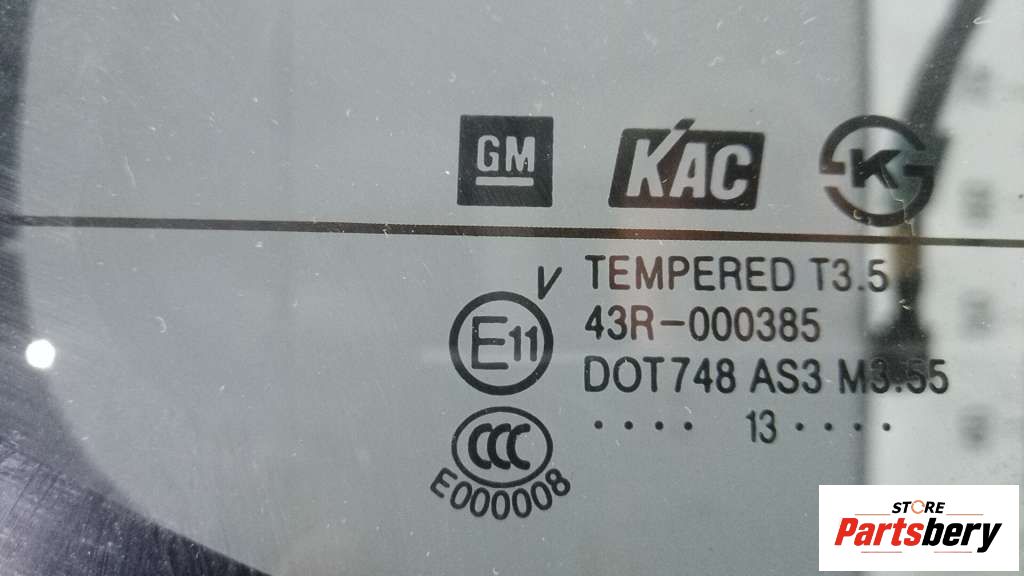 GM KAC K
V TEMPERED T3.5
E11 43R-000385
DOT748 AS3 M3.55
CCC .... 13 ....
E000008
STORE
Partsbery